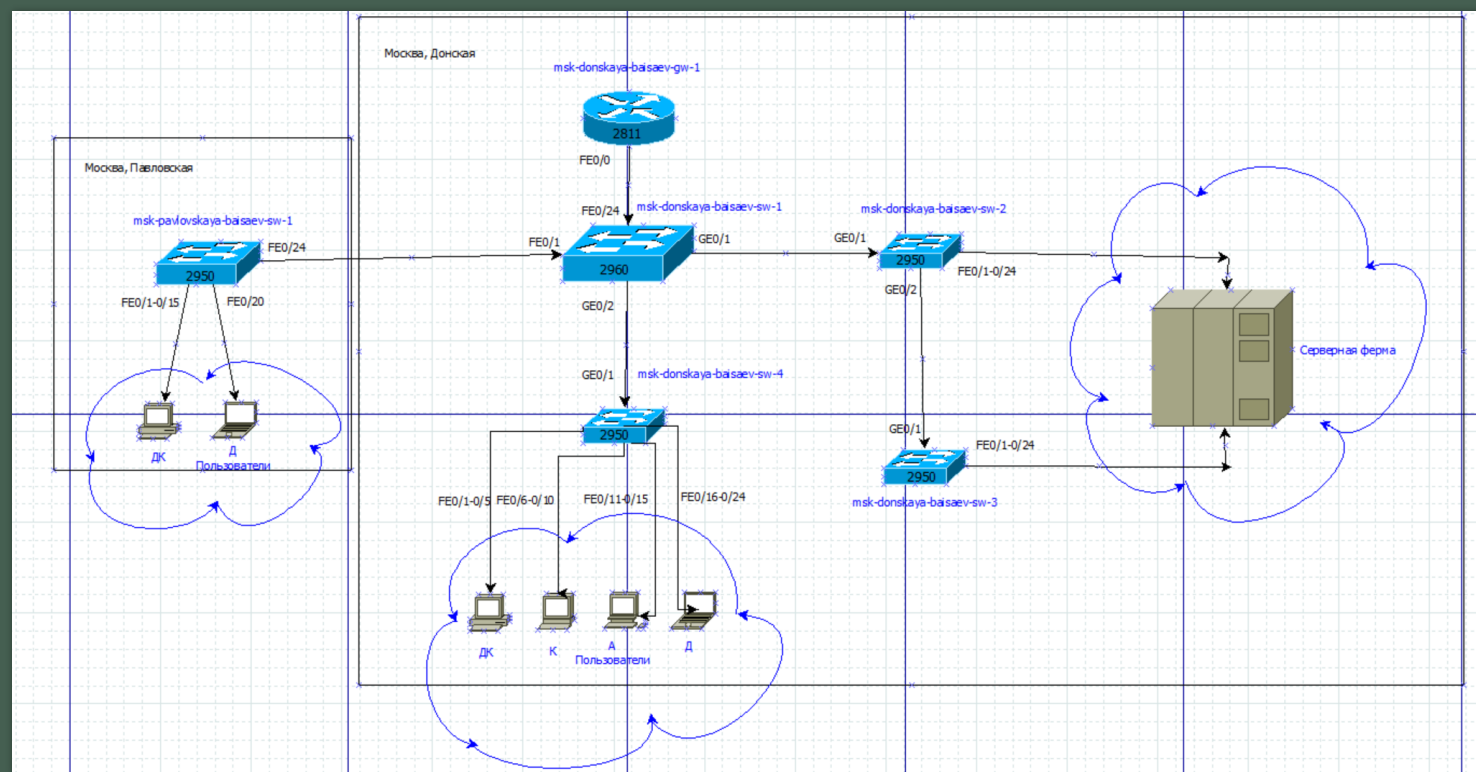 Москва, Донская
msk-donskaya-baisaev-gw-1
2811
FE0/0
Москва, Павловская
msk-pavlovskaya-baisaev-sw-1
FE0/24
2950
FE0/1-0/15
FE0/20
ДК
Д
Пользователи
FE0/24
msk-donskaya-baisaev-sw-1
FE0/1
GE0/1
2960
GE0/2
GE0/1
msk-donskaya-baisaev-sw-2
2950
FE0/1-0/24
GE0/2
Серверная ферма
GE0/1
msk-donskaya-baisaev-sw-4
2950
GE0/1
FE0/1-0/24
2950
msk-donskaya-baisaev-sw-3
FE0/1-0/5
FE0/6-0/10
FE0/11-0/15
FE0/16-0/24
ДК
К
А
Д
Пользователи